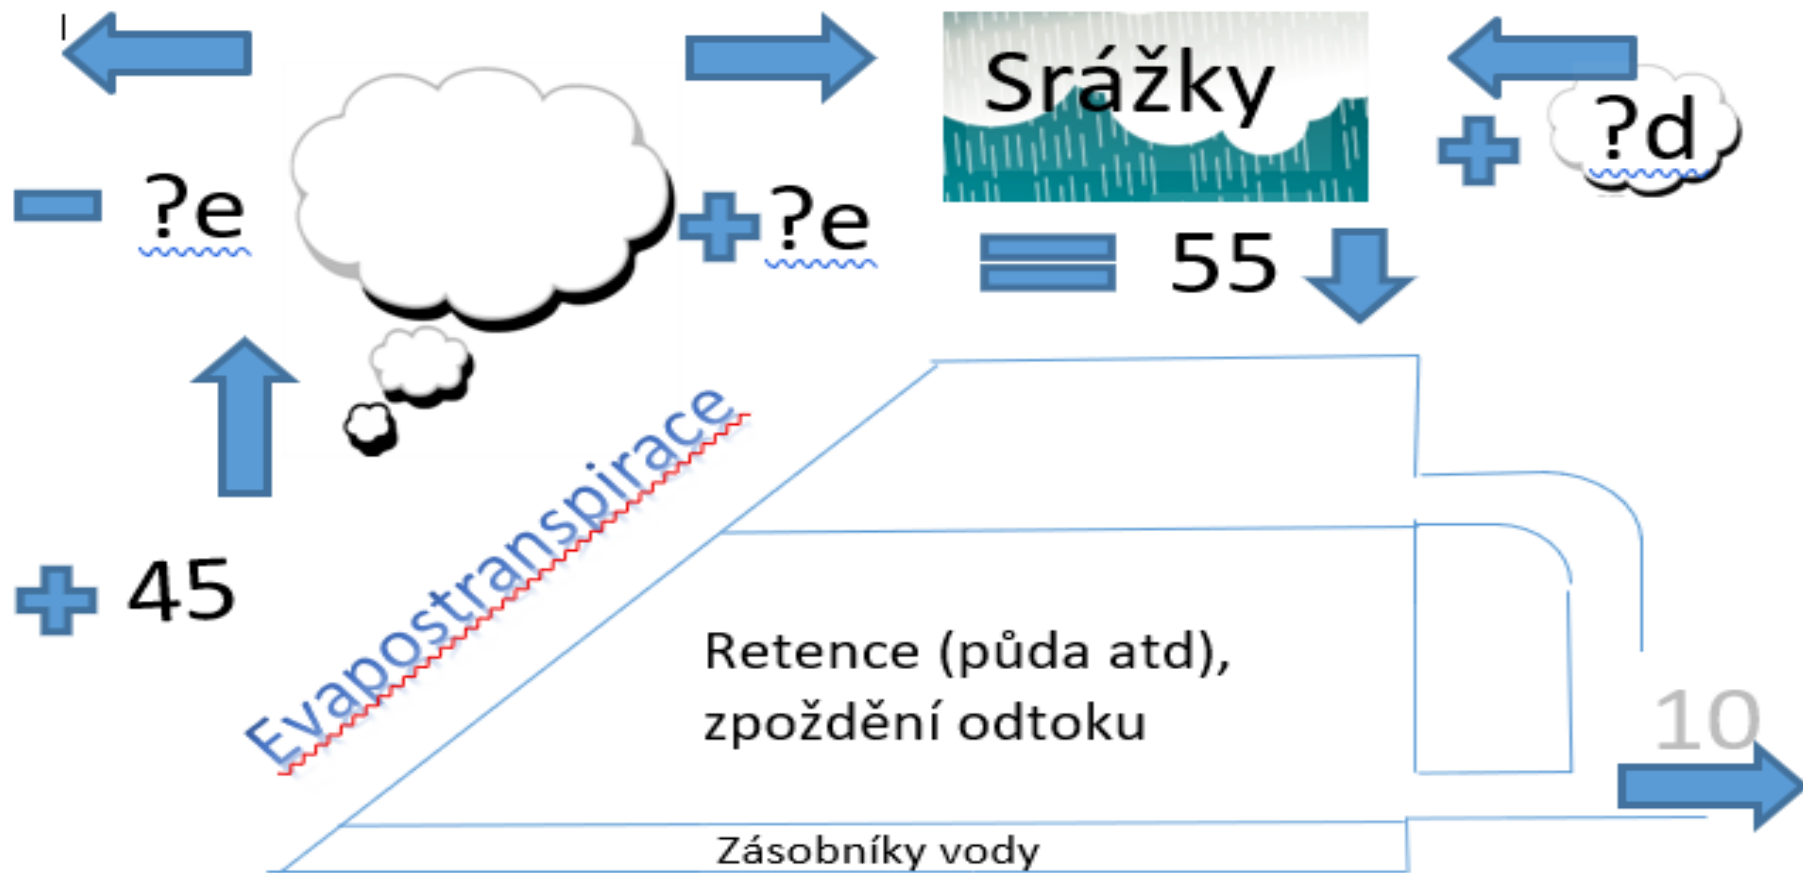 Srážky
?d
?e
?e
55
45
Evapostranspirace
Retence (půda atd),
zpoždění odtoku
10
Zásobníky vody